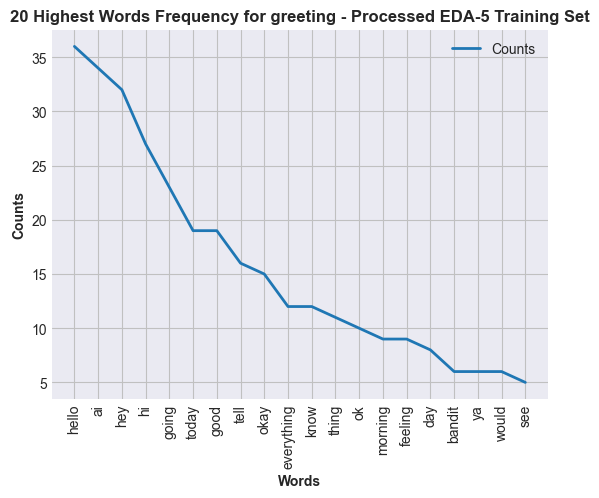 20 Highest Words Frequency for greeting - Processed EDA-5 Training Set
Counts
Counts
35
30
25
20
15
10
5
hello
ai
hey
hi
going
today
good
tell
okay
everything
know
thing
ok
morning
feeling
day
bandit
ya
would
see
Words